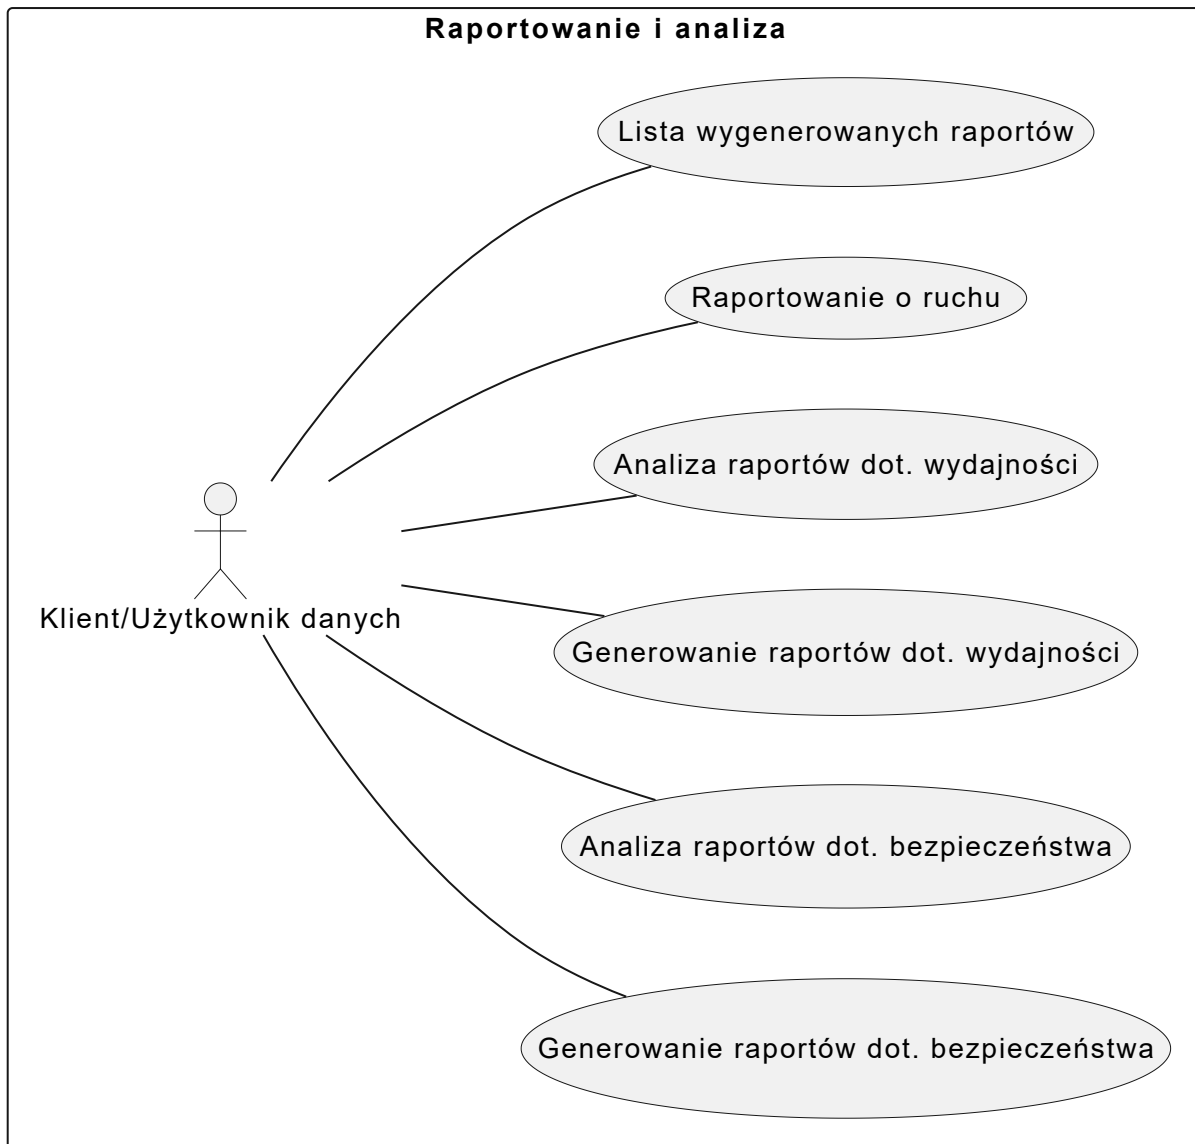 Raportowanie i analiza
Lista wygenerowanych raportów
Raportowanie o ruchu
Analiza raportów dot. wydajności
Klient/Użytkownik danych
Generowanie raportów dot. wydajności
Analiza raportów dot. bezpieczeństwa
Generowanie raportów dot. bezpieczeństwa